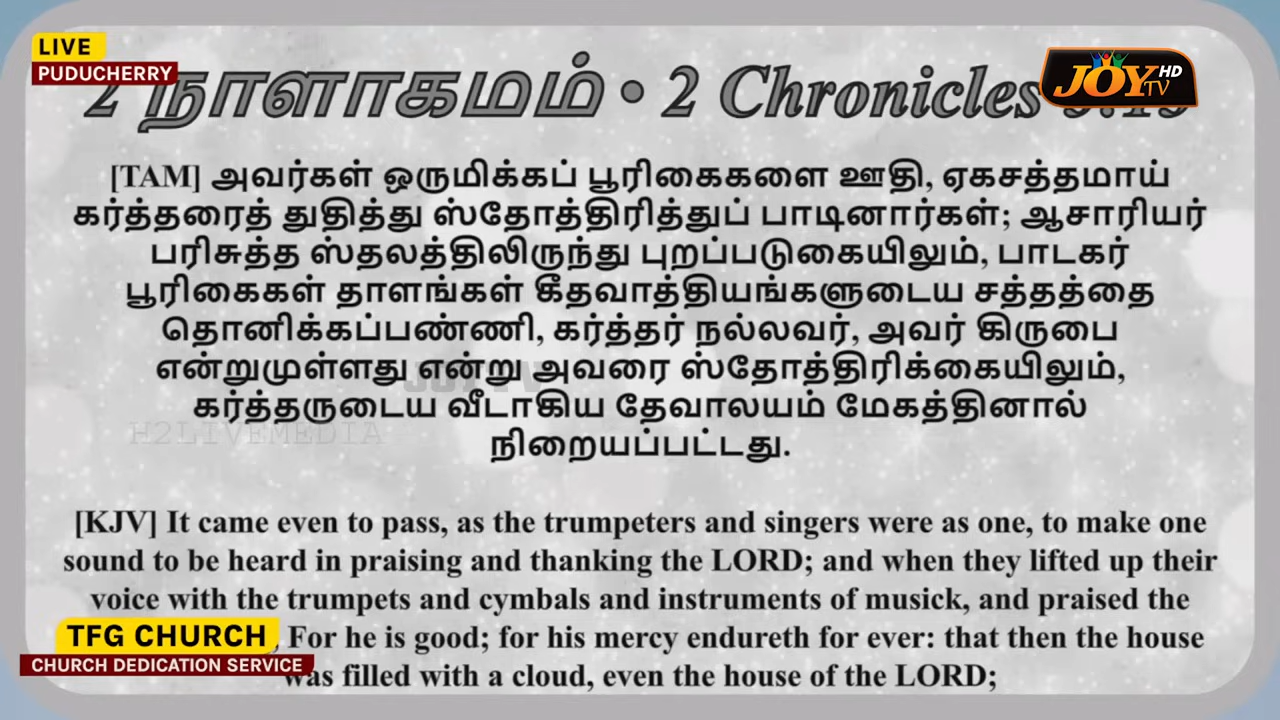 LIVE
PUDUCHERRY
JOY TV HD
2 நாளாகமம் • 2 Chronicles
[TAM] அவர்கள் ஒருமிக்கப் பூரிகைகளை ஊதி, ஏகசத்தமாய்
கர்த்தரைத் துதித்து ஸ்தோத்திரித்துப் பாடினார்கள்; ஆசாரியர்
பரிசுத்த ஸ்தலத்திலிருந்து புறப்படுகையிலும், பாடகர்
பூரிகைகள் தாளங்கள் கீதவாத்தியங்களுடைய சத்தத்தை
தொனிக்கப்பண்ணி, கர்த்தர் நல்லவர், அவர் கிருபை
என்றுமுள்ளது என்று அவரை ஸ்தோத்திரிக்கையிலும்,
கர்த்தருடைய வீடாகிய தேவாலயம் மேகத்தினால்
H2LIVEMEDIA
நிறையப்பட்டது.
[KJV] It came even to pass, as the trumpeters and singers were as one, to make one
sound to be heard in praising and thanking the LORD; and when they lifted up their
voice with the trumpets and cymbals and instruments of musick, and praised the
For he is good; for his mercy endureth for ever: that then the house
was filled with a cloud, even the house of the LORD;
TFG CHURCH
CHURCH DEDICATION SERVICE